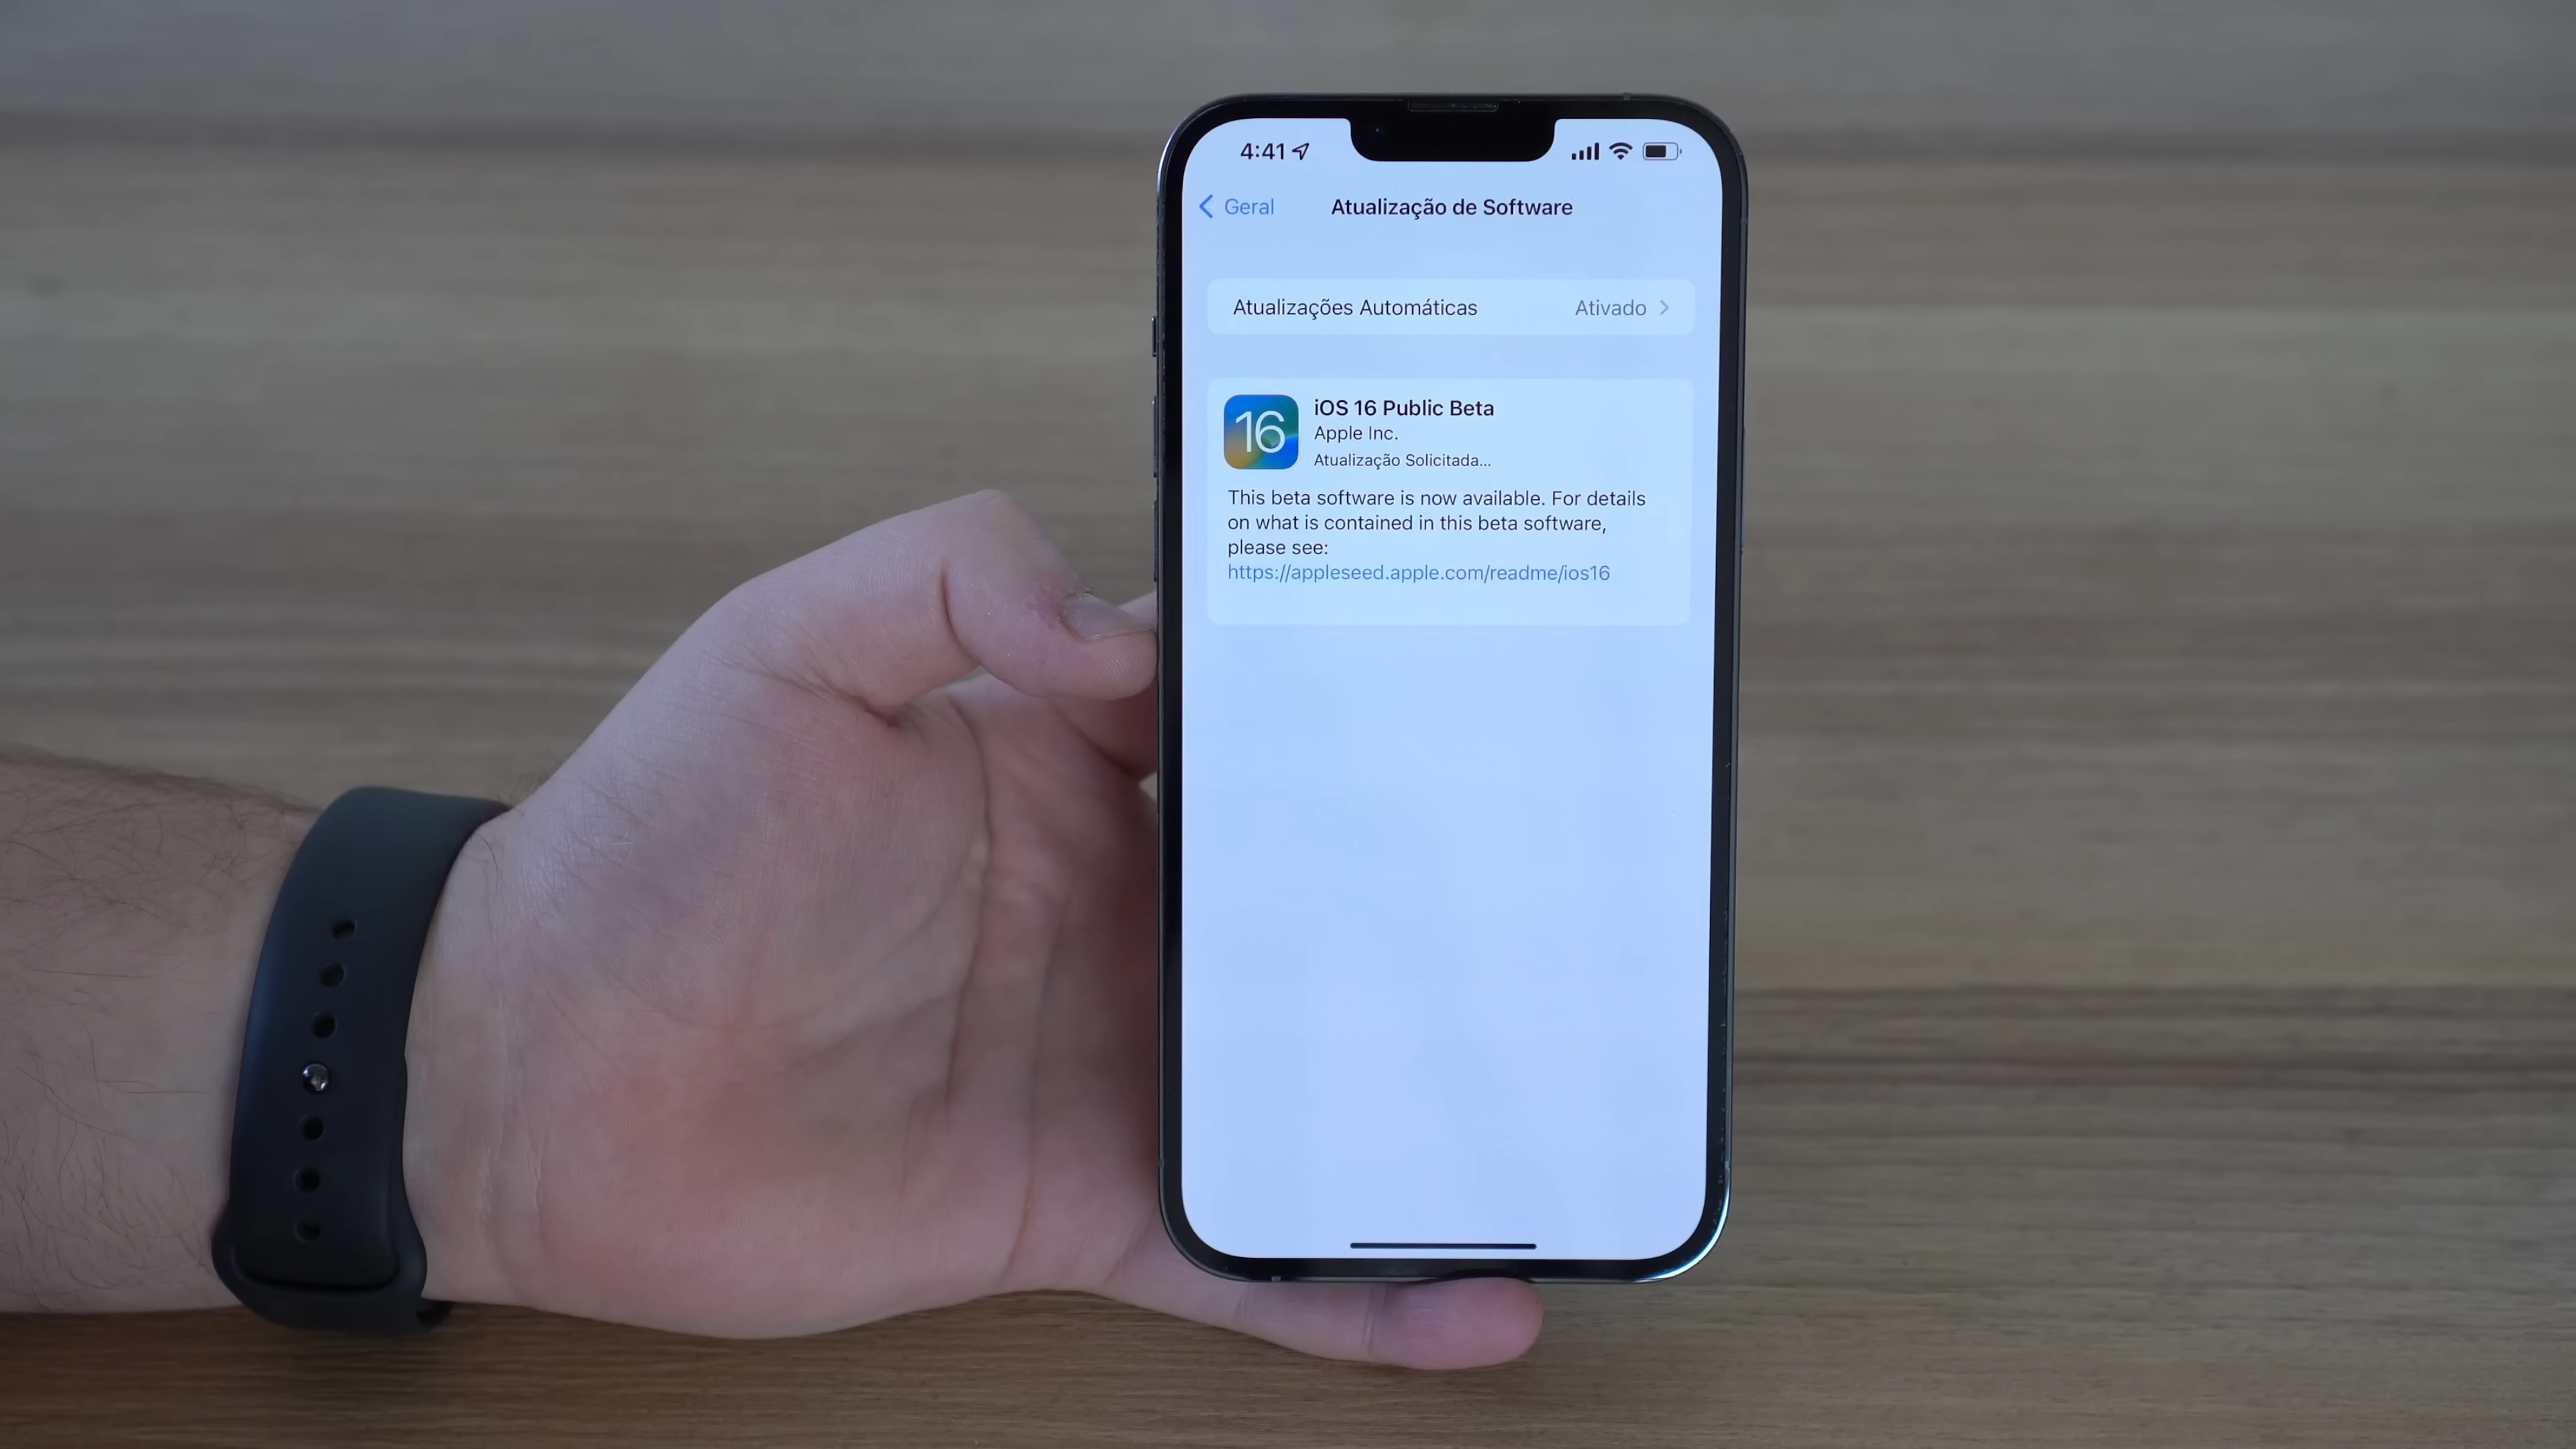 4:41
Geral
Atualização de Software
Atualizações Automáticas Ativado
16
iOS 16 Public Beta
Apple Inc.
Atualização Solicitada...
This beta software is now available. For details
on what is contained in this beta software,
please see:
https://appleseed.apple.com/readme/ios16